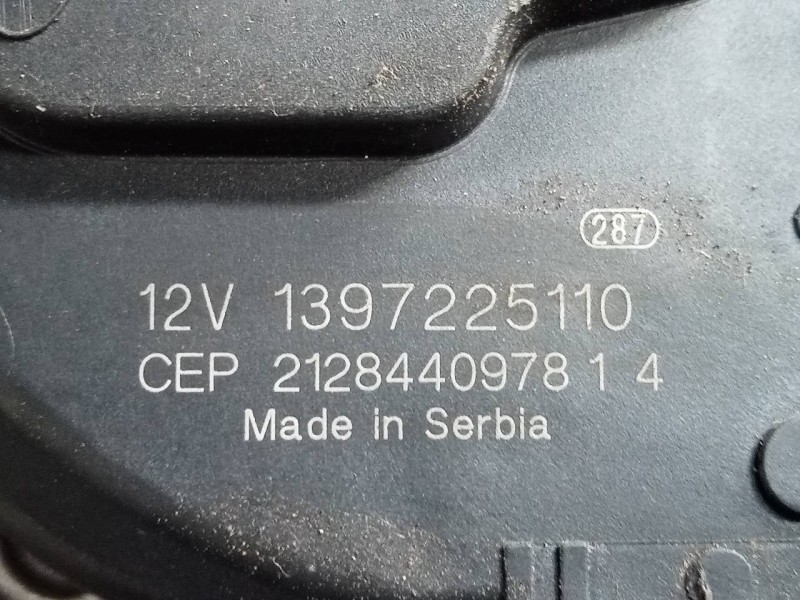 287
12V 1397225110
CEP 2128440978 1 4
Made in Serbia